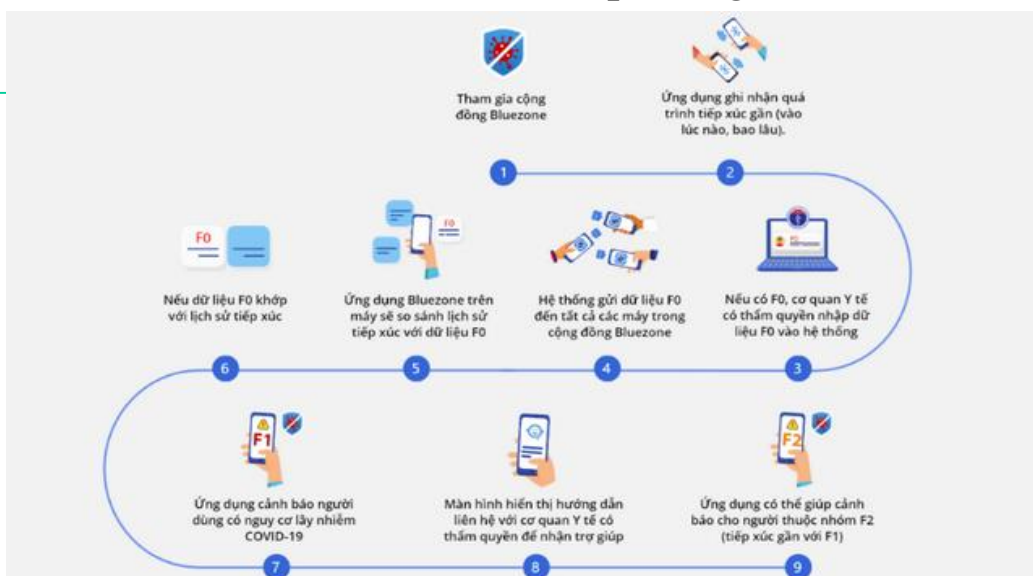 Tham gia cộng
đồng Bluezone
Ứng dụng ghi nhận quá
trình tiếp xúc gần (vào
lúc nào, bao lâu).
1
2
F0
Nếu có F0, cơ quan Y tế
có thẩm quyền nhập dữ
liệu F0 vào hệ thống
3
Hệ thống gửi dữ liệu F0
đến tất cả các máy trong
cộng đồng Bluezone
4
F0
Ứng dụng Bluezone trên
máy sẽ so sánh lịch sử
tiếp xúc với dữ liệu F0
5
F0
Nếu dữ liệu F0 khớp
với lịch sử tiếp xúc
6
F1
Ứng dụng cảnh báo người
dùng có nguy cơ lây nhiễm
COVID-19
7
Màn hình hiển thị hướng dẫn
liên hệ với cơ quan Y tế có
thẩm quyền để nhận trợ giúp
8
F2
Ứng dụng có thể giúp cảnh
báo cho người thuộc nhóm F2
(tiếp xúc gần với F1)
9